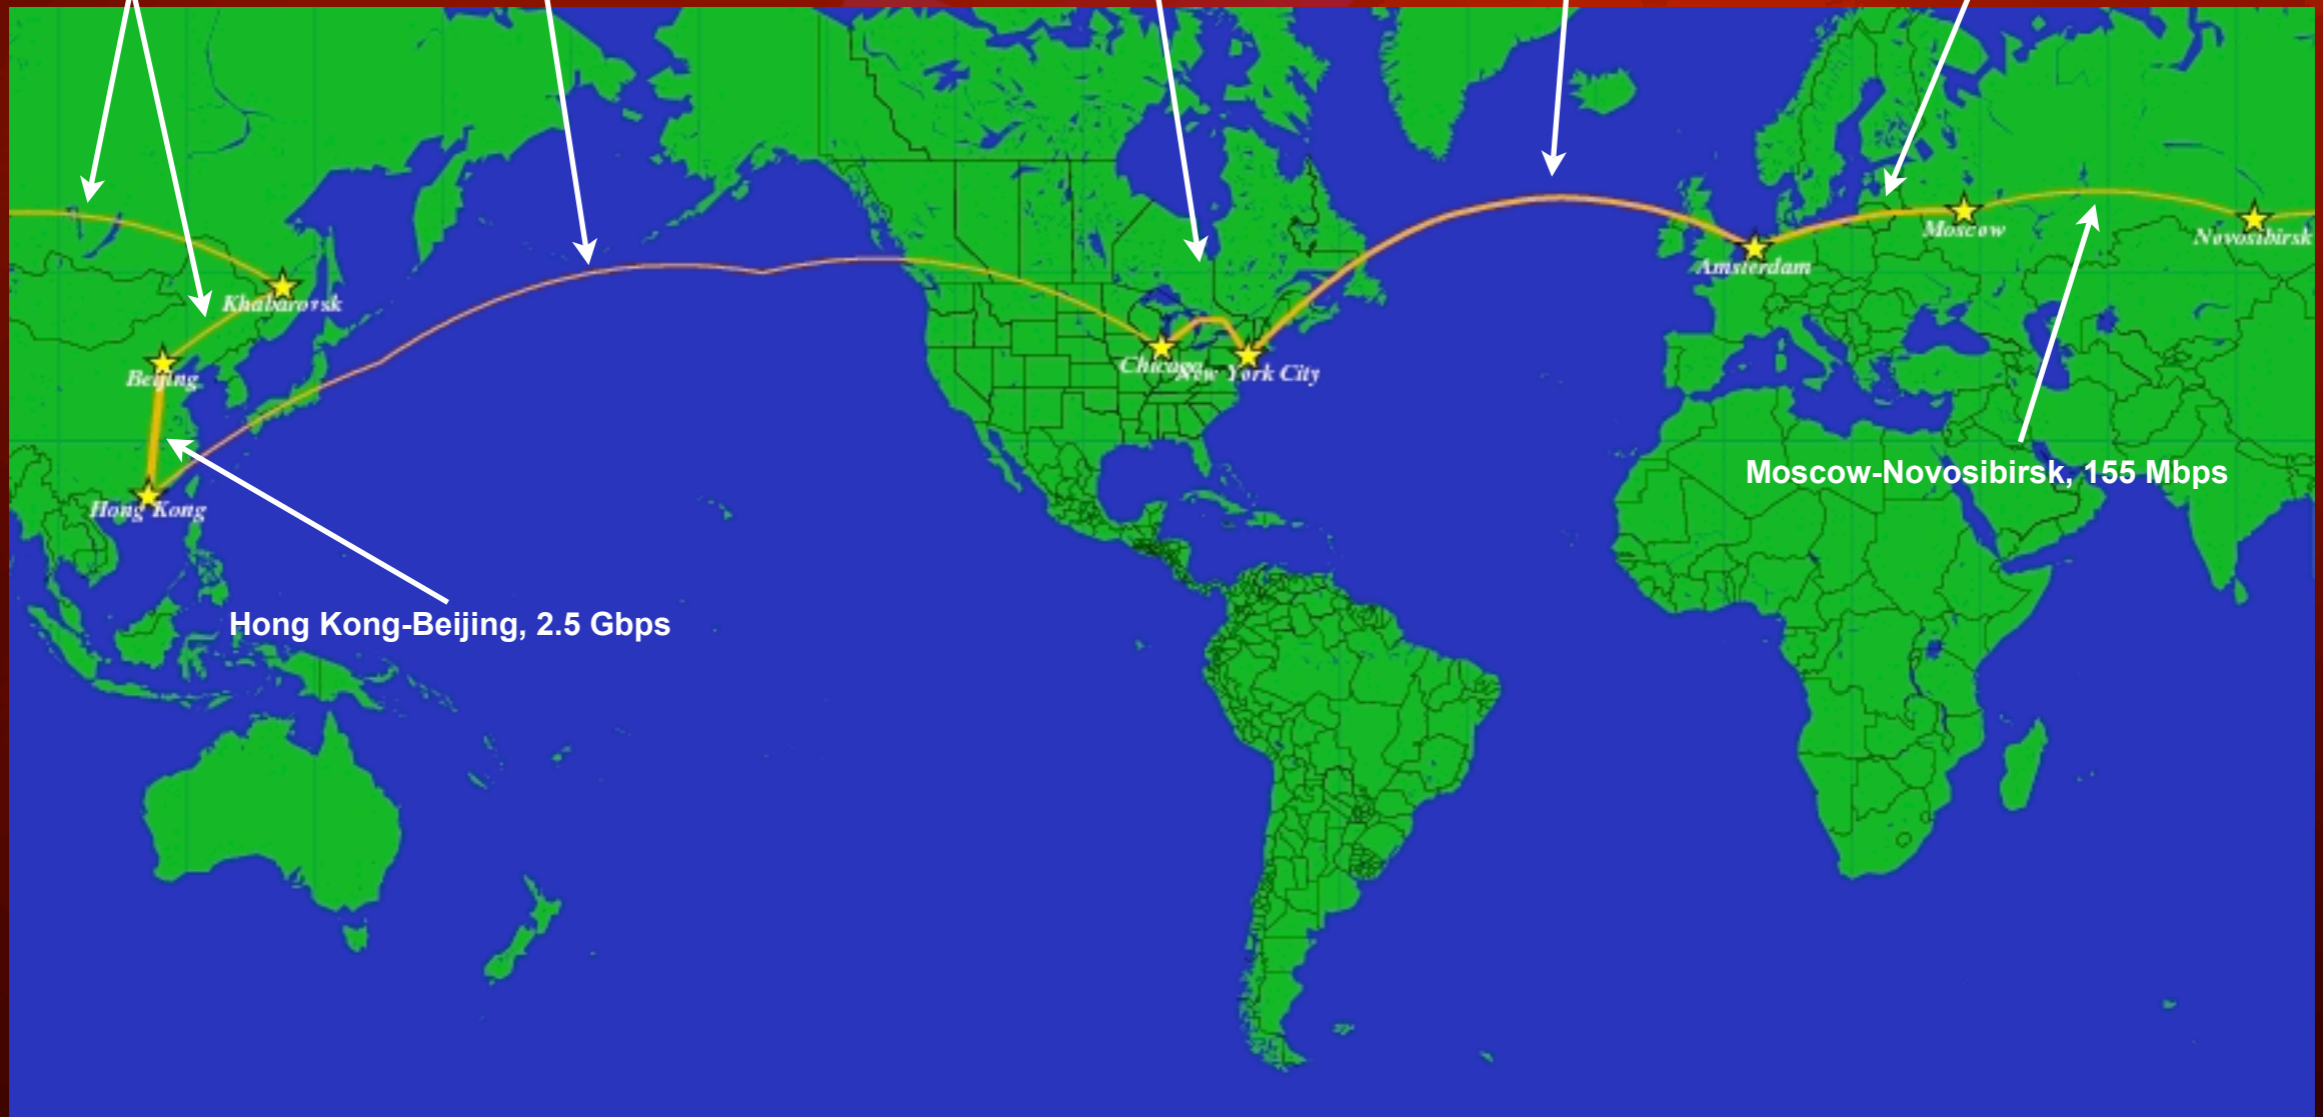 Moscow
Novosibirsk
Amsterdam
Khabarovsk
Chicago
New York City
Beijing
Moscow-Novosibirsk, 155 Mbps
Hong Kong
Hong Kong-Beijing, 2.5 Gbps